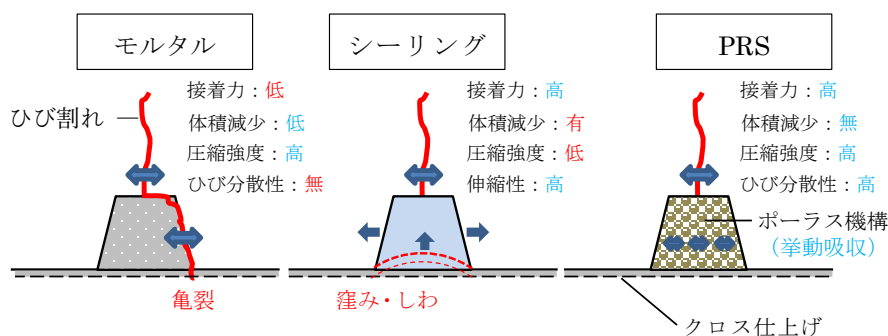 モルタル
シーリング
PRS
ひび割れ
接着力：低
体積減少：低
圧縮強度：高
ひび分散性：無
接着力：高
体積減少：有
圧縮強度：低
伸縮性：高
接着力：高
体積減少：無
圧縮強度：高
ひび分散性：高
ポーラス機構
（挙動吸収）
亀裂
窪み・しわ
クロス仕上げ